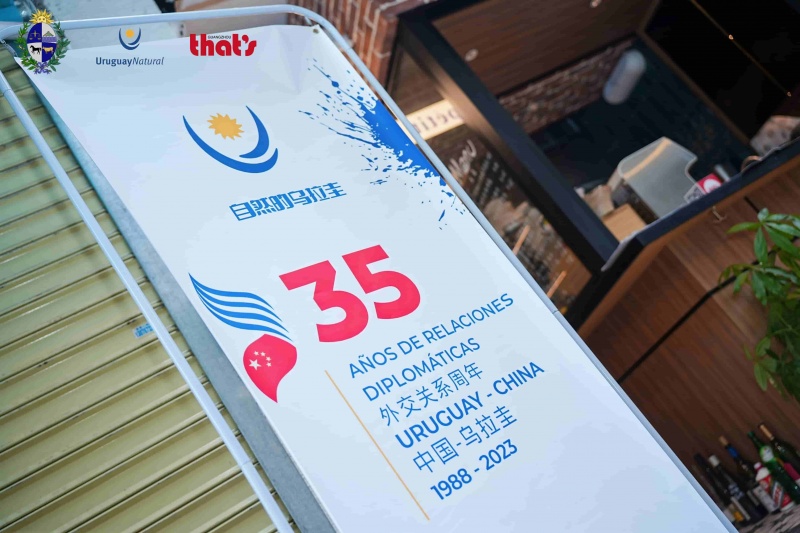 Uruguay Natural
GUANGZHOU
that's
自然的乌拉圭
35
AÑOS DE RELACIONES
DIPLOMÁTICAS
外交关系周年
URUGUAY - CHINA
中国-乌拉圭
1988 - 2023